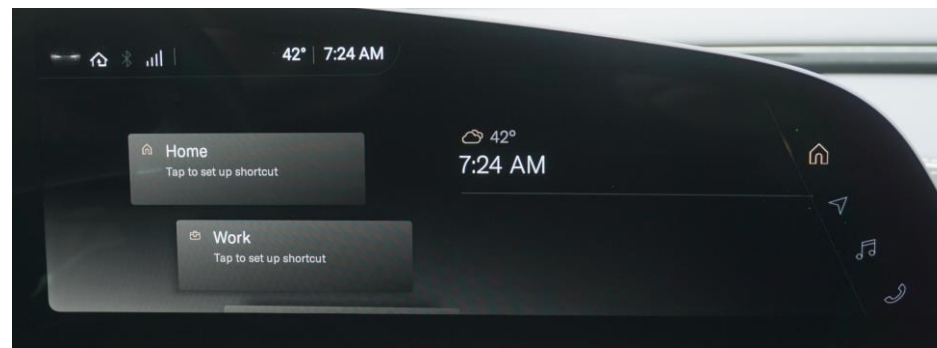 42° | 7:24 AM
Home
Tap to set up shortcut
Work
Tap to set up shortcut
42°
7:24 AM